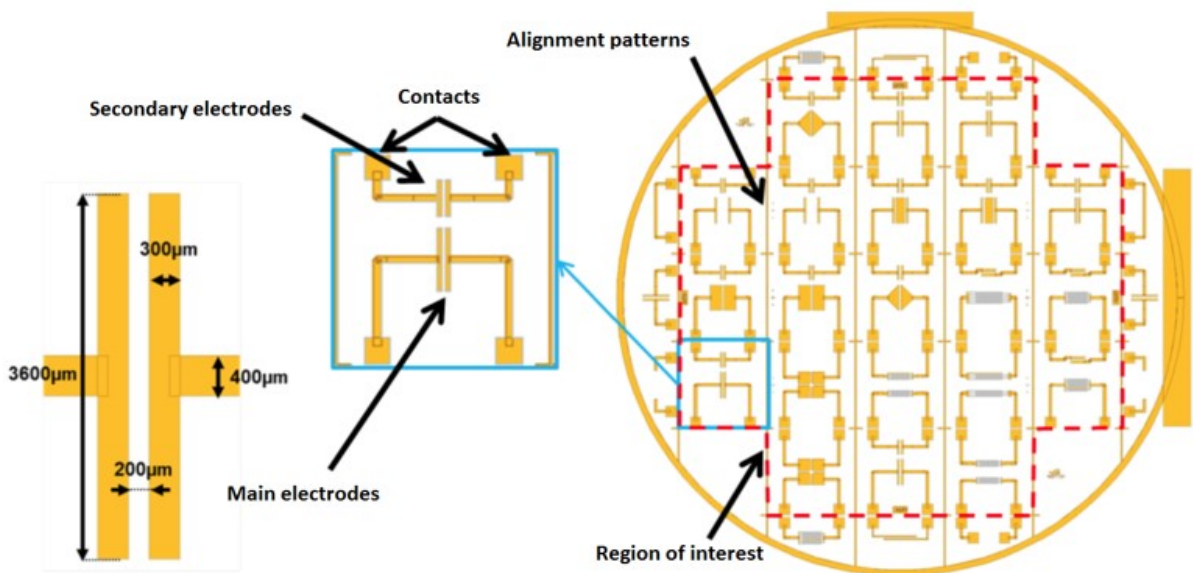 Alignment patterns
Contacts
Secondary electrodes
300µm
3600µm
400µm
200µm
Main electrodes
Region of interest